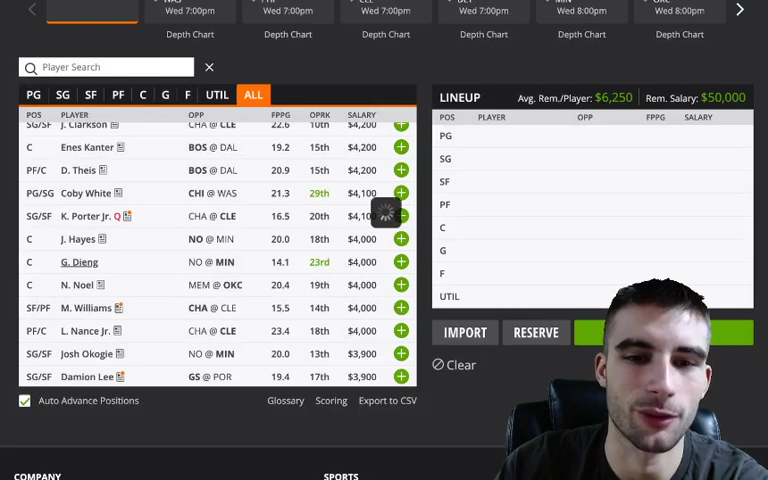 Wed 7:00pm Wed 7:00pm Wed 7:00pm Wed 7:00pm Wed 8:00pm Wed 8:00pm
Depth Chart Depth Chart Depth Chart Depth Chart Depth Chart Depth Chart
Player Search
PG SG SF PF C G F UTIL ALL
POS PLAYER OPP FPPG OPRK SALARY
SG/SF J. Clarkson CHA @ CLE 22.6 10th $4,200
C Enes Kanter BOS @ DAL 19.2 15th $4,200
PF/C D. Theis BOS @ DAL 20.9 15th $4,200
PG/SG Coby White CHI @ WAS 21.3 29th $4,100
SG/SF K. Porter Jr. Q CHA @ CLE 16.5 20th $4,100
C J. Hayes NO @ MIN 20.0 18th $4,000
C G. Dieng NO @ MIN 14.1 23rd $4,000
C N. Noel MEM @ OKC 20.4 19th $4,000
SF/PF M. Williams CHA @ CLE 15.5 14th $4,000
PF/C L. Nance Jr. CHA @ CLE 23.4 18th $4,000
SG/SF Josh Okogie NO @ MIN 20.0 13th $3,900
SG/SF Damion Lee GS @ POR 19.4 17th $3,900
Auto Advance Positions Glossary Scoring Export to CSV
LINEUP Avg. Rem./Player: $6,250 Rem. Salary: $50,000
POS PLAYER OPP FPPG SALARY
PG
SG
SF
PF
C
G
F
UTIL
IMPORT RESERVE
Clear
COMPANY SPORTS